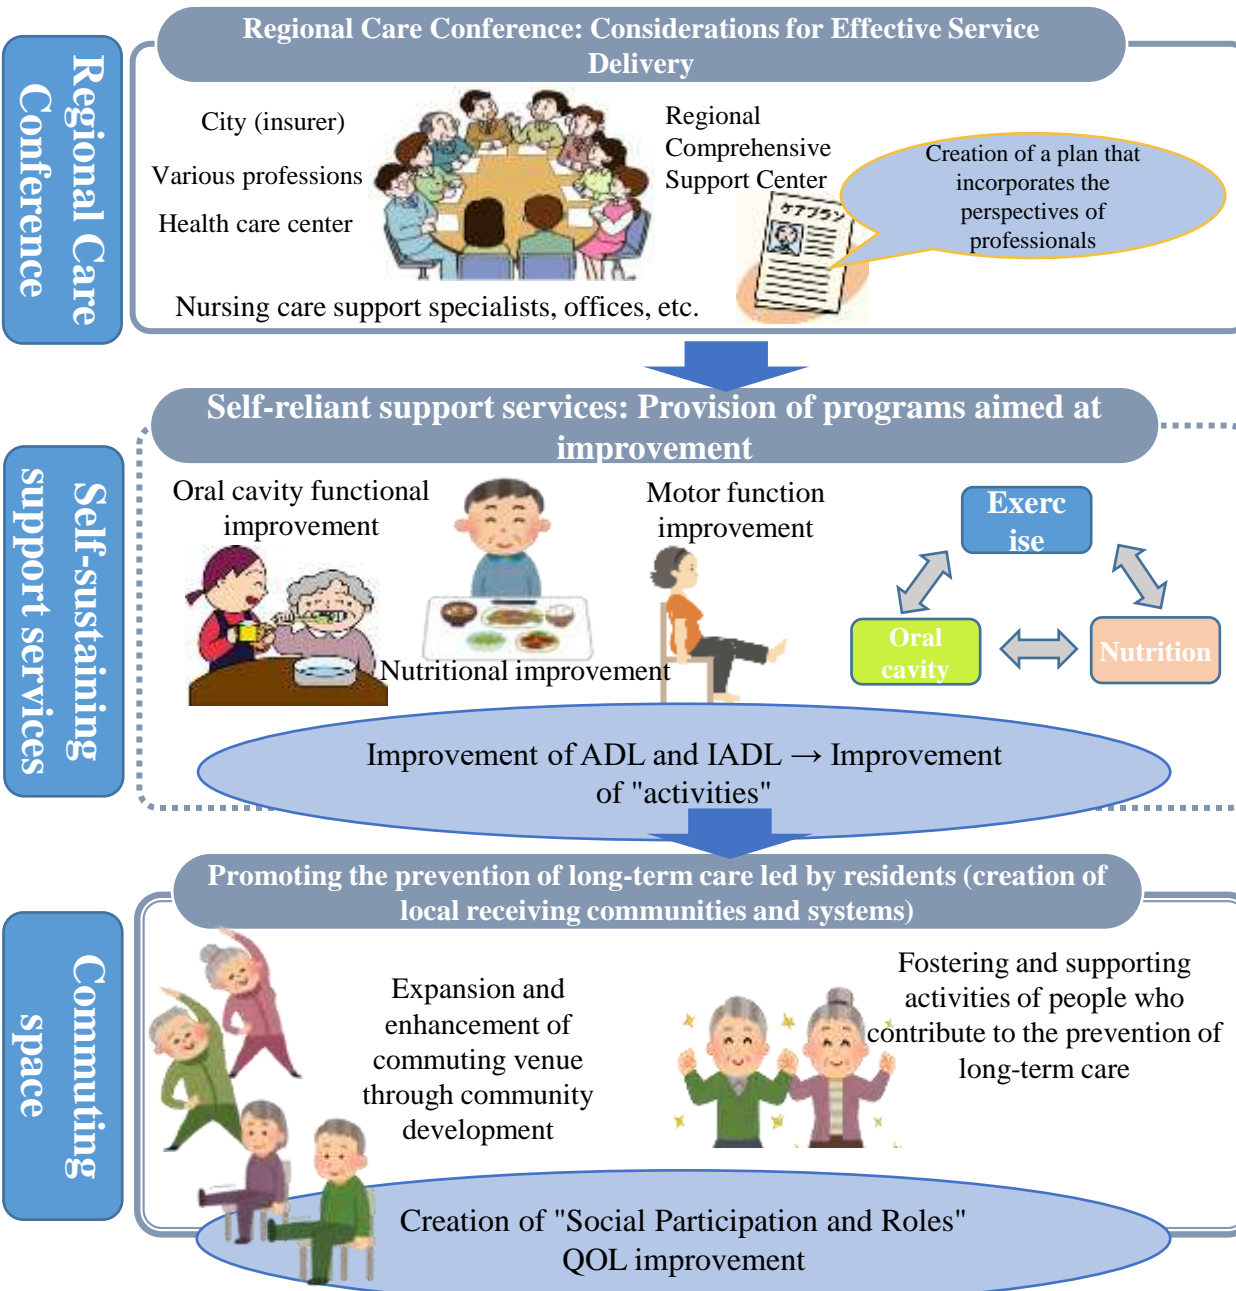 Regional Care
Conference
Regional Care Conference: Considerations for Effective Service
Delivery
City (insurer)
Various professions
Health care center
Regional
Comprehensive
Support Center
ケアプラン
Creation of a plan that
incorporates the
perspectives of
professionals
Nursing care support specialists, offices, etc.
Self-sustaining
support services
Self-reliant support services: Provision of programs aimed at
improvement
Oral cavity functional
improvement
Nutritional improvement
Motor function
improvement
Exerc
ise
Oral
cavity
Nutrition
Improvement of ADL and IADL → Improvement
of "activities"
Commuting
space
Promoting the prevention of long-term care led by residents (creation of
local receiving communities and systems)
Expansion and
enhancement of
commuting venue
through community
development
Fostering and supporting
activities of people who
contribute to the prevention of
long-term care
Creation of "Social Participation and Roles"
QOL improvement